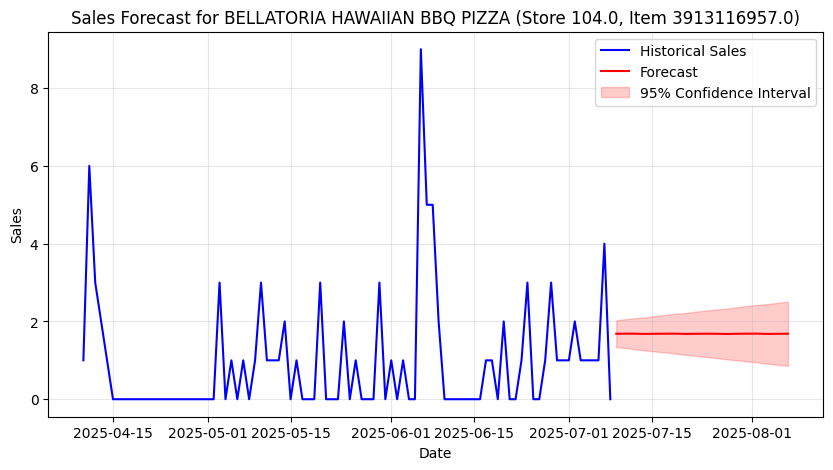 Sales Forecast for BELLATORIA HAWAIIAN BBQ PIZZA (Store 104.0, Item 3913116957.0)
Historical Sales
Forecast
95% Confidence Interval
Sales
8
6
4
2
0
2025-04-15 2025-05-01 2025-05-15 2025-06-01 2025-06-15 2025-07-01 2025-07-15 2025-08-01
Date